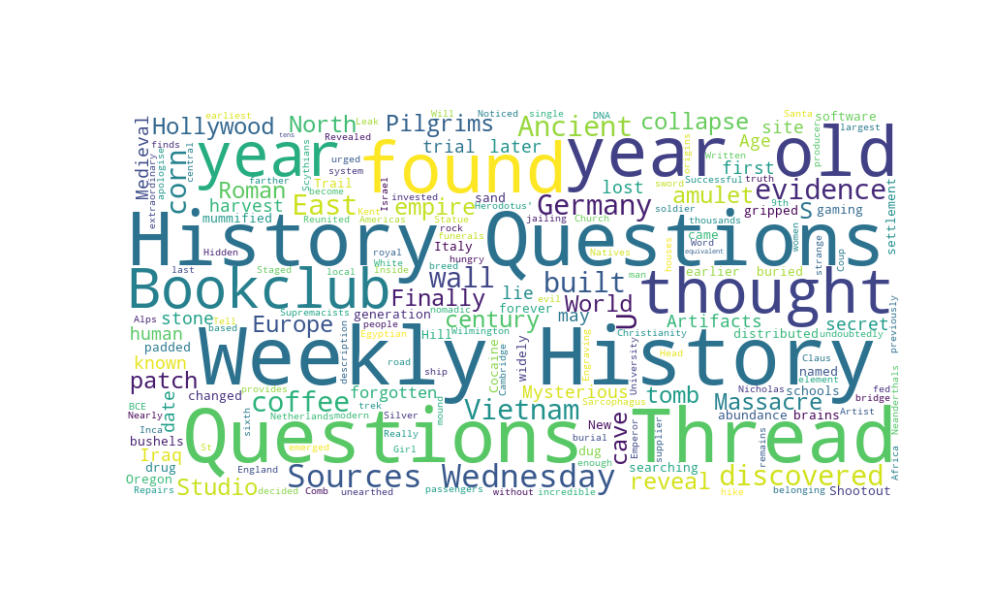 earliest Will Noticed single DNA Santa software
Hollywood North Leak Pilgrims Ancient collapse site producers largest
Medieval tens Revealed trial later Age
finds year found year old
extraordinary apologise central corn farther Scythians urged system Trail become Israel Roman harvest East invested Kent empire Herodotus' sand Germany lost amulet sword origins first Written Successful truth evidence
mummified Reunited Americas Statue Italy jailing Church soldier thousands gripped 9th S gaming settlement
Hidden royal rock hungry Natives came Word equivalent women strange Coup
History Questions
last Staged local White Inside breed wall nomadic built houses earlier buried man
Bookclub Finally lie World U thought
Alps stone Supremacists generation forever evil may Artifacts secret previously
human based Tell Europe Egyptian people century Hill Wilmington widely Engraving Christianity distributed undoubtedly
padded description road ship Cocaine Cambridge University Head Claus
known Weekly History
patch changed provides coffee forgotten trek Silver Mysterious Sarcophagus tomb Nicholas schools named element fed bridge
BCE Nearly date Netherlands modern mound Vietnam Massacre abundance brains Artist Neanderthals
Inca bushels sixth Really Girl New burial cave Emperor supplier
Questions Thread
Iraq St England emerged dug enough searching remains Africa
drug Sources Wednesday reveal discovered
Oregon Studio Repairs decided Comb unearthed passengers without incredible hike belonging Shootout